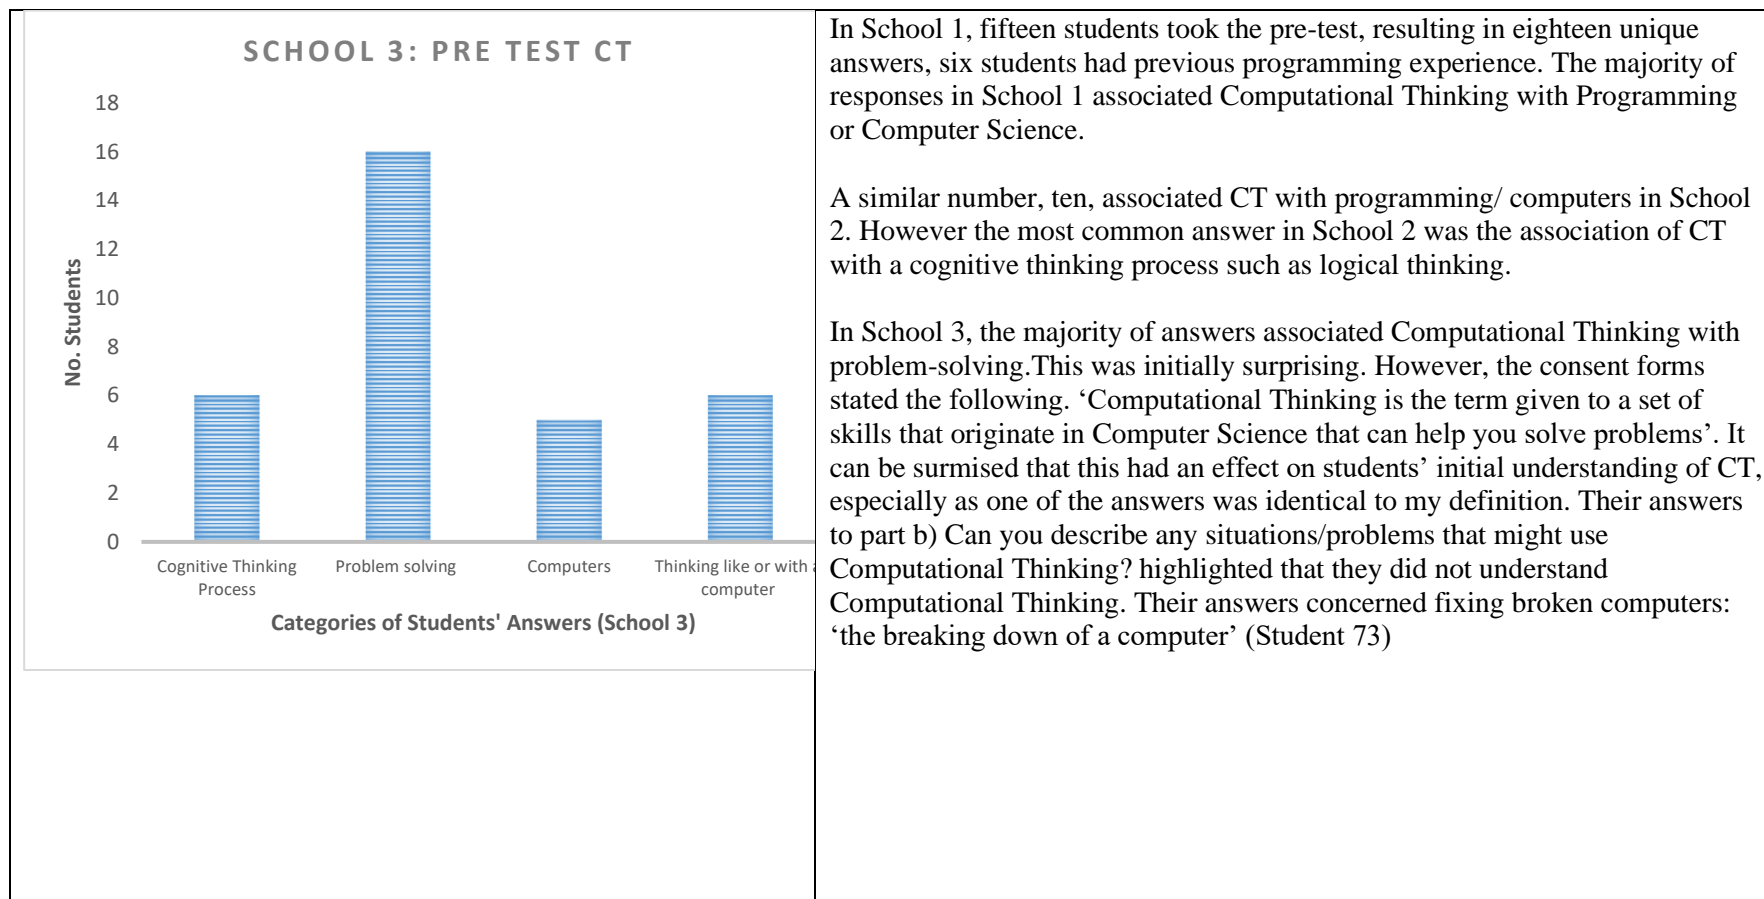 SCHOOL 3: PRE TEST CT
18
16
14
12
10
8
6
4
2
0
No. Students
Cognitive Thinking
Process
Problem solving
Computers
Thinking like or with a
computer
Categories of Students' Answers (School 3)
In School 1, fifteen students took the pre-test, resulting in eighteen unique
answers, six students had previous programming experience. The majority of
responses in School 1 associated Computational Thinking with Programming
or Computer Science.
A similar number, ten, associated CT with programming/ computers in School
2. However the most common answer in School 2 was the association of CT
with a cognitive thinking process such as logical thinking.
In School 3, the majority of answers associated Computational Thinking with
problem-solving.This was initially surprising. However, the consent forms
stated the following. ‘Computational Thinking is the term given to a set of
skills that originate in Computer Science that can help you solve problems’. It
can be surmised that this had an effect on students’ initial understanding of CT,
especially as one of the answers was identical to my definition. Their answers
to part b) Can you describe any situations/problems that might use
Computational Thinking? highlighted that they did not understand
Computational Thinking. Their answers concerned fixing broken computers:
‘the breaking down of a computer’ (Student 73)